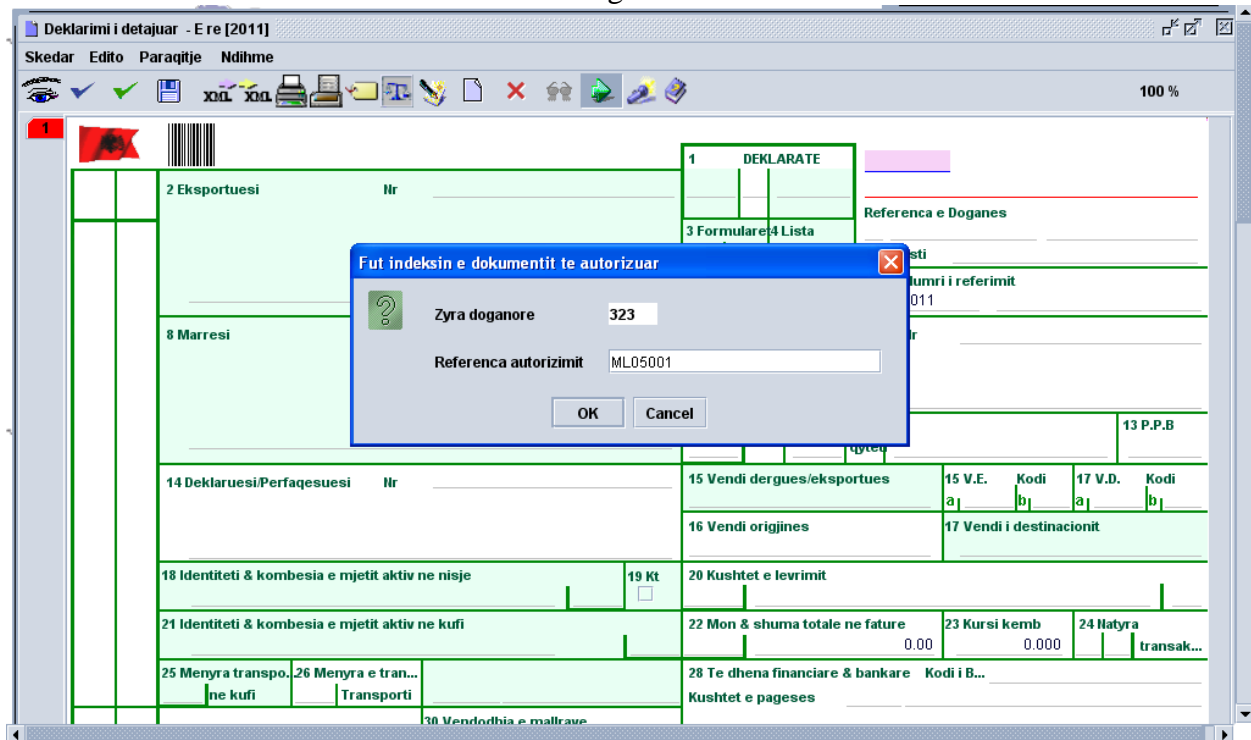 Deklarimi i detajuar - E re [2011]
Skedar Edito Paraqitje Ndihme
XML XML 100 %
1
1 DEKLARATE
2 Eksportuesi Nr
Referenca e Doganes
3 Formularet 4 Lista
Fut indeksin e dokumentit te autorizuar
Zyra doganore 323
Referenca autorizimit ML05001
OK Cancel
i referimit
8 Marresi
13 P.P.B
14 Deklaruesi/Perfaqesuesi Nr
15 Vendi dergues/eksportues
15 V.E. Kodi
17 V.D. Kodi
a b a b
16 Vendi origjines
17 Vendi i destinacionit
18 Identiteti & kombesia e mjetit aktiv ne nisje
19 Kt
20 Kushtet e levrimit
21 Identiteti & kombesia e mjetit aktiv ne kufi
22 Mon & shuma totale ne fature
0.00
23 Kursi kemb
0.000
24 Natyra
transak...
25 Menyra transpo..
ne kufi
26 Menyra e tran...
Transporti
28 Te dhena financiare & bankare Kodi i B...
Kushtet e pageses
30 Vendodhja e mallrave